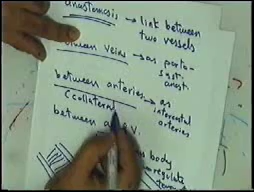 anastomosis → link between
two vessels
between veins → as porto-
syst.
anast.
between arteries → as
(collateral intercostal
arteries
between a & V.
body
regulate